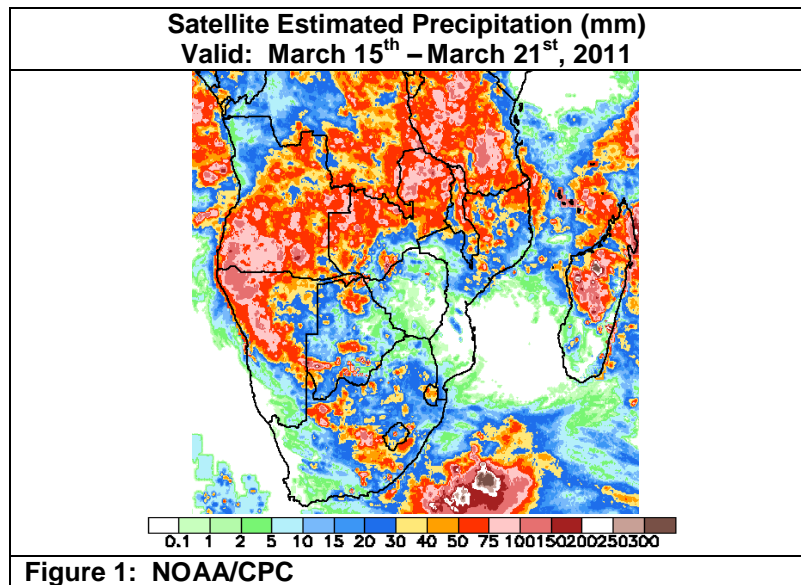 Satellite Estimated Precipitation (mm)
Valid: March 15th – March 21st, 2011
0.1 1 2 5 10 15 20 30 40 50 75 100 150 200 250 300
Figure 1: NOAA/CPC